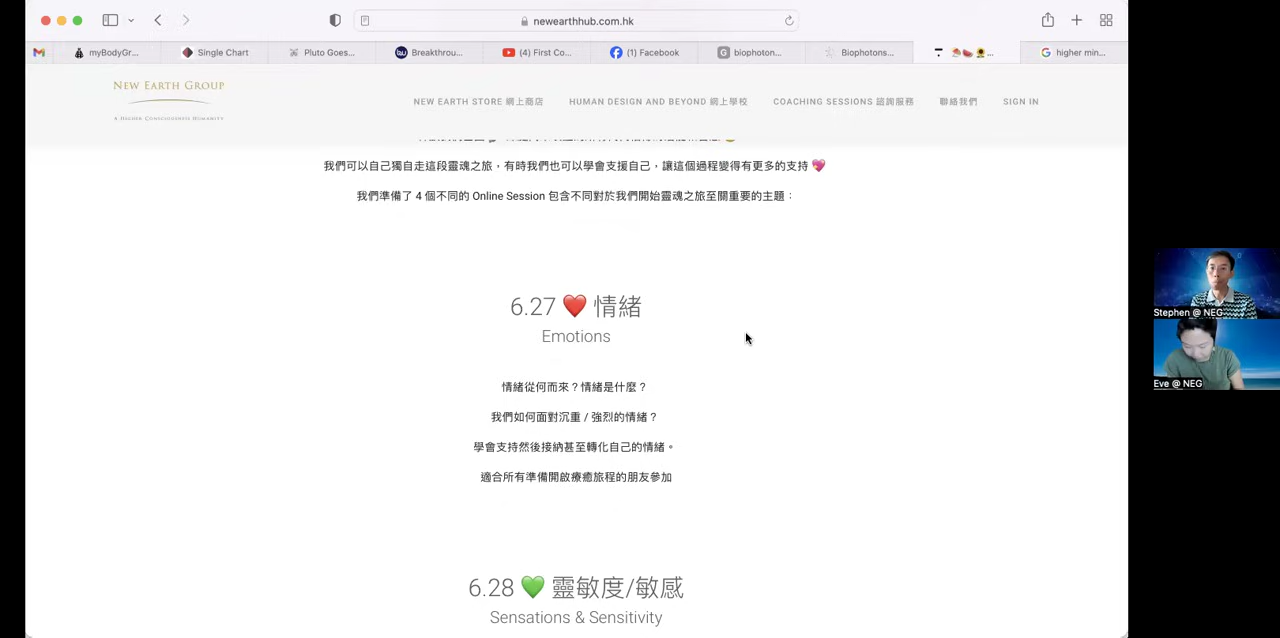 newearthhub.com.hk
myBodyGr...
Single Chart
Pluto Goes...
Breakthrou...
(4) First Co...
(1) Facebook
biophoton...
Biophotons...
higher min...
NEW EARTH GROUP
A HIGHER CONSCIOUSNESS HUMANITY
NEW EARTH STORE 網上商店
HUMAN DESIGN AND BEYOND 網上學校
COACHING SESSIONS 諮詢服務
聯絡我們
SIGN IN
我們可以自己獨自走這段靈魂之旅，有時我們也可以學會支援自己，讓這個過程變得有更多的支持 💖
我們準備了 4 個不同的 Online Session 包含不同對於我們開始靈魂之旅至關重要的主題：
6.27 ❤️ 情緒
Emotions
情緒從何而來？情緒是什麼？
我們如何面對沉重 / 強烈的情緒？
學會支持然後接納甚至轉化自己的情緒。
適合所有準備開啟療癒旅程的朋友參加
6.28 💚 靈敏度/敏感
Sensations & Sensitivity
Stephen @ NEG
Eve @ NEG